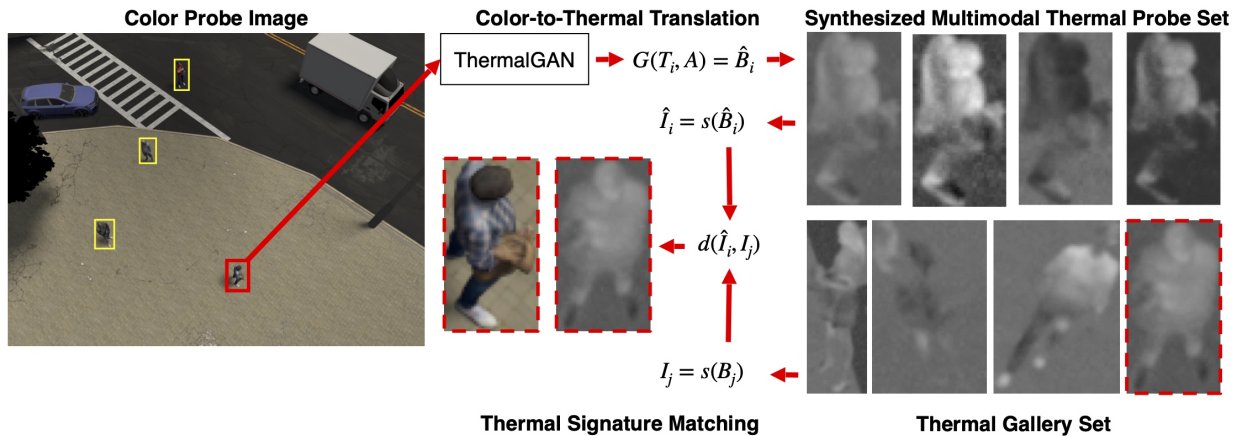 Color Probe Image
Color-to-Thermal Translation
Synthesized Multimodal Thermal Probe Set
ThermalGAN
G(Tᵢ, A) = B̂ᵢ
Îᵢ = s(B̂ᵢ)
d(Îᵢ, Iⱼ)
Iⱼ = s(Bⱼ)
Thermal Signature Matching
Thermal Gallery Set